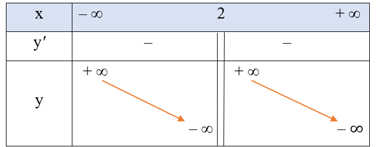 x − ∞ 2 + ∞
y′ − −
+ ∞ + ∞
y
− ∞ − ∞